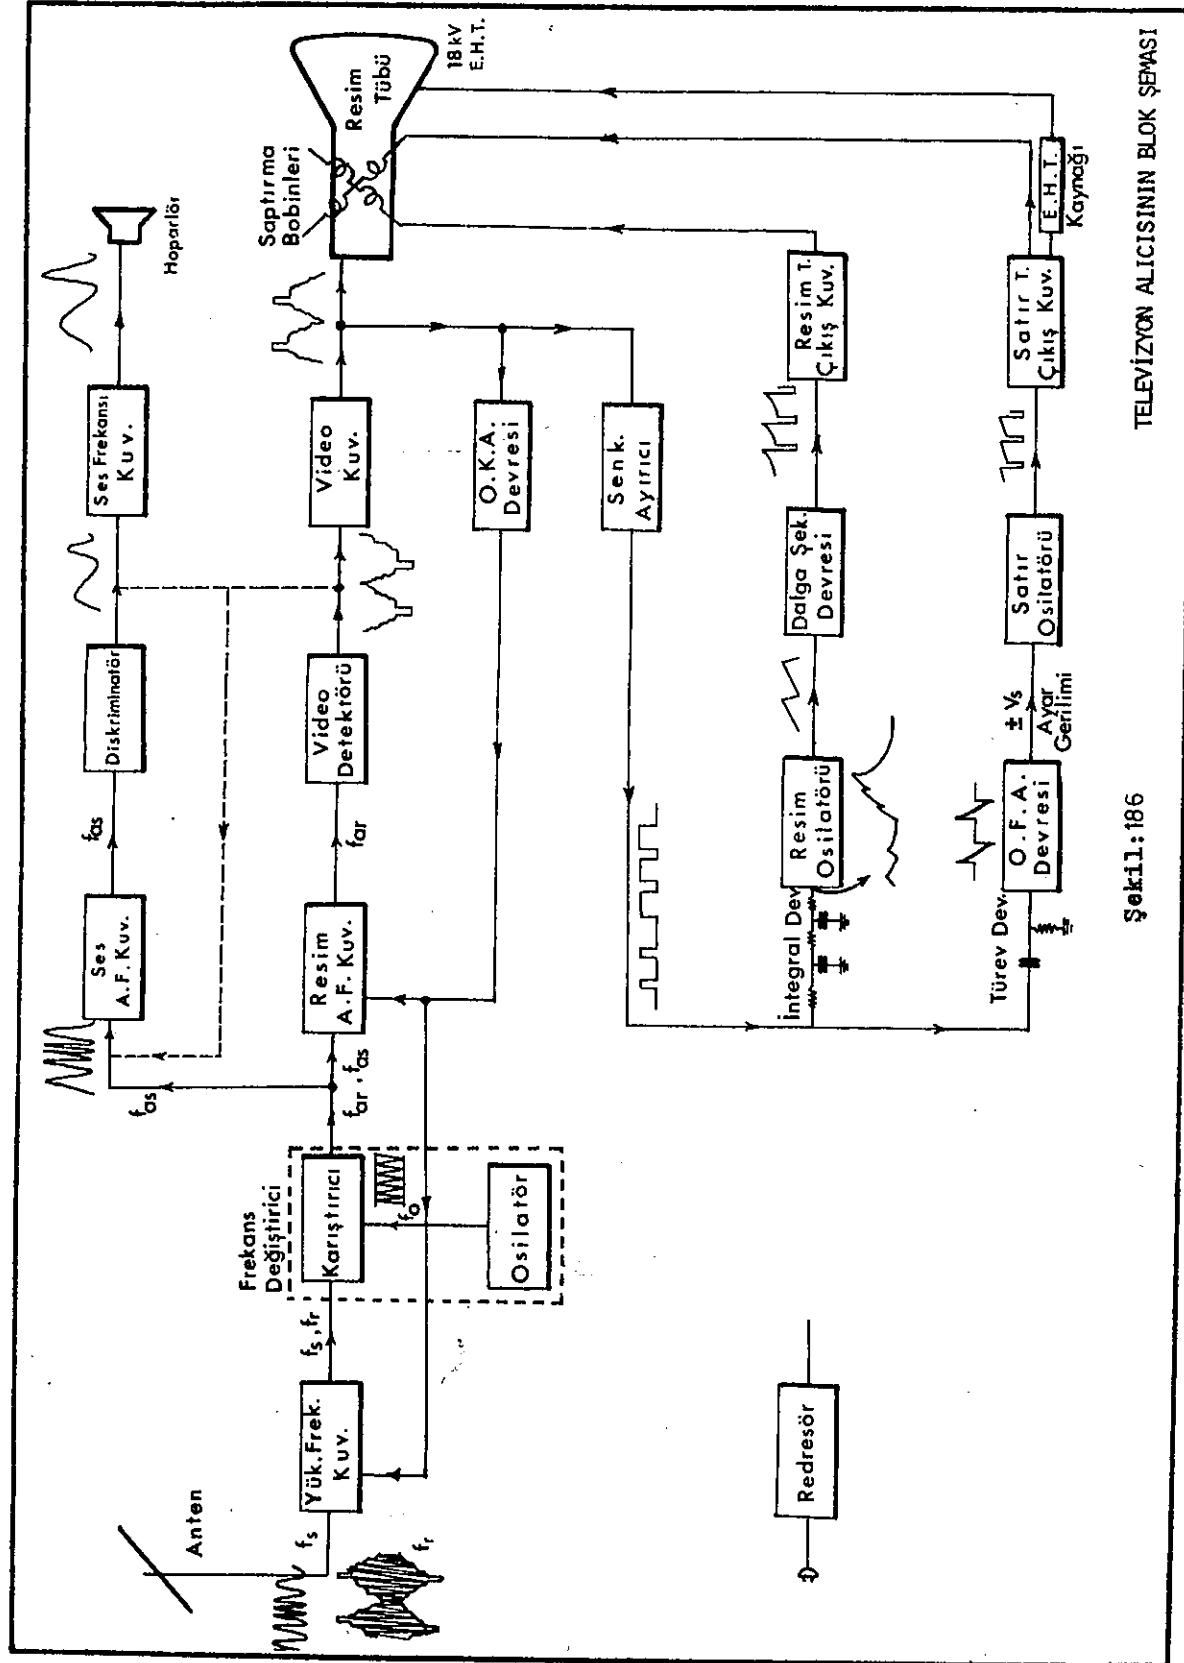 Anten
f_s
f_r
Yük.Frek.
Kuv.
f_s, f_r
Frekans
Değiştirici
Karıştırıcı
f_o
Osilatör
f_as
f_ar, f_as
Ses
A.F. Kuv.
f_as
Diskriminatör
Ses Frekansı
Kuv.
Hoparlör
Resim
A.F. Kuv.
f_ar
Video
Detektörü
Video
Kuv.
Saptırma
Bobinleri
Resim
Tübü
18 kV
E.H.T.
O.K.A.
Devresi
Senk.
Ayırıcı
İntegral Dev.
Resim
Osilatörü
Dalga Şek.
Devresi
Resim T.
Çıkış Kuv.
Türev Dev.
O.F.A.
Devresi
± Vs
Ayar
Gerilimi
Satır
Osilatörü
Satır T.
Çıkış Kuv.
E.H.T.
Kaynağı
Redresör
Şekil:186
TELEVİZYON ALICISININ BLOK ŞEMASI